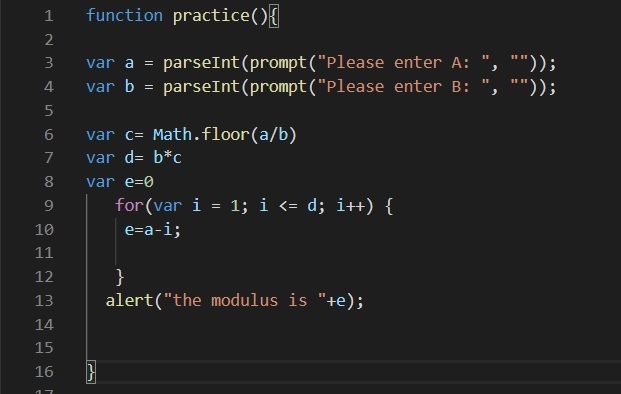 1 function practice(){
2
3 var a = parseInt(prompt("Please enter A: ", ""));
4 var b = parseInt(prompt("Please enter B: ", ""));
5
6 var c= Math.floor(a/b)
7 var d= b*c
8 var e=0
9 for(var i = 1; i <= d; i++) {
10 e=a-i;
11
12 }
13 alert("the modulus is "+e);
14
15
16 }
17